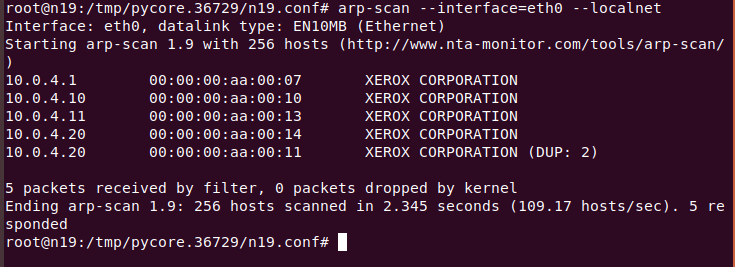 root@n19:/tmp/pycore.36729/n19.conf# arp-scan --interface=eth0 --localnet
Interface: eth0, datalink type: EN10MB (Ethernet)
Starting arp-scan 1.9 with 256 hosts (http://www.nta-monitor.com/tools/arp-scan/
)
10.0.4.1 00:00:00:aa:00:07 XEROX CORPORATION
10.0.4.10 00:00:00:aa:00:10 XEROX CORPORATION
10.0.4.11 00:00:00:aa:00:13 XEROX CORPORATION
10.0.4.20 00:00:00:aa:00:14 XEROX CORPORATION
10.0.4.20 00:00:00:aa:00:11 XEROX CORPORATION (DUP: 2)
5 packets received by filter, 0 packets dropped by kernel
Ending arp-scan 1.9: 256 hosts scanned in 2.345 seconds (109.17 hosts/sec). 5 re
sponded
root@n19:/tmp/pycore.36729/n19.conf#